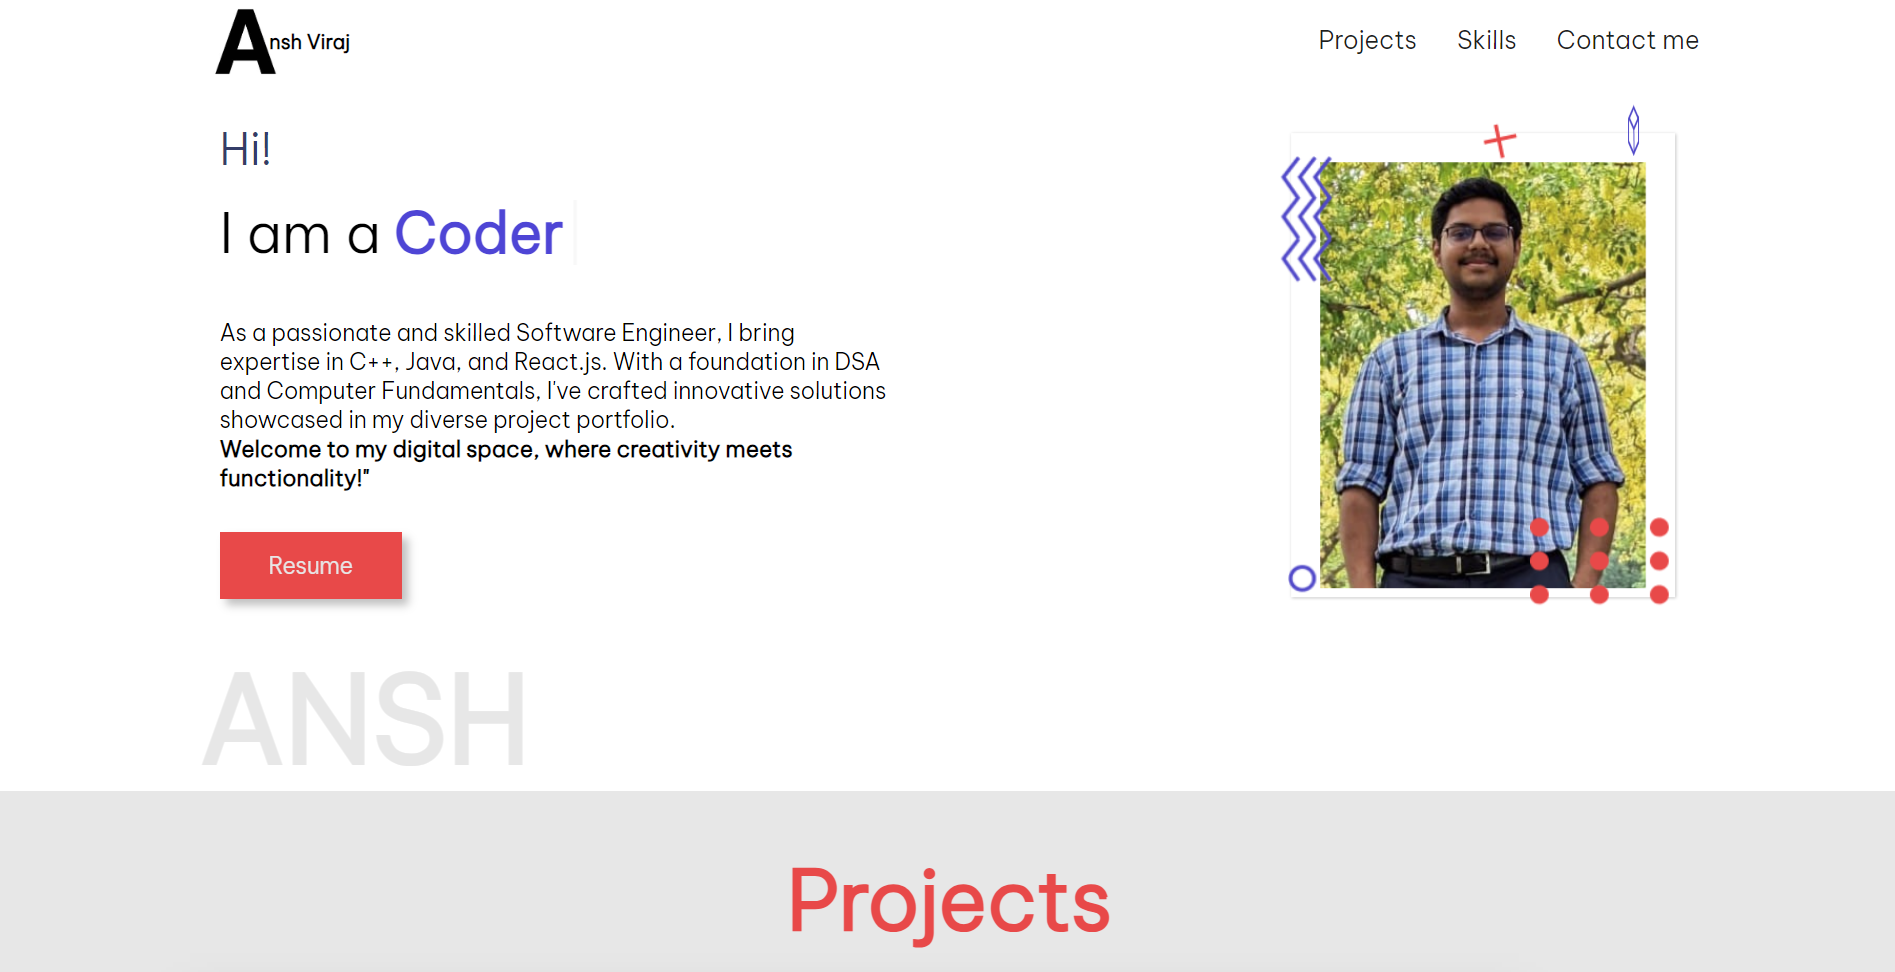 Ansh Viraj
Projects Skills Contact me
Hi!
I am a Coder
As a passionate and skilled Software Engineer, I bring
expertise in C++, Java, and React.js. With a foundation in DSA
and Computer Fundamentals, I've crafted innovative solutions
showcased in my diverse project portfolio.
Welcome to my digital space, where creativity meets
functionality!"
Resume
ANSH
Projects